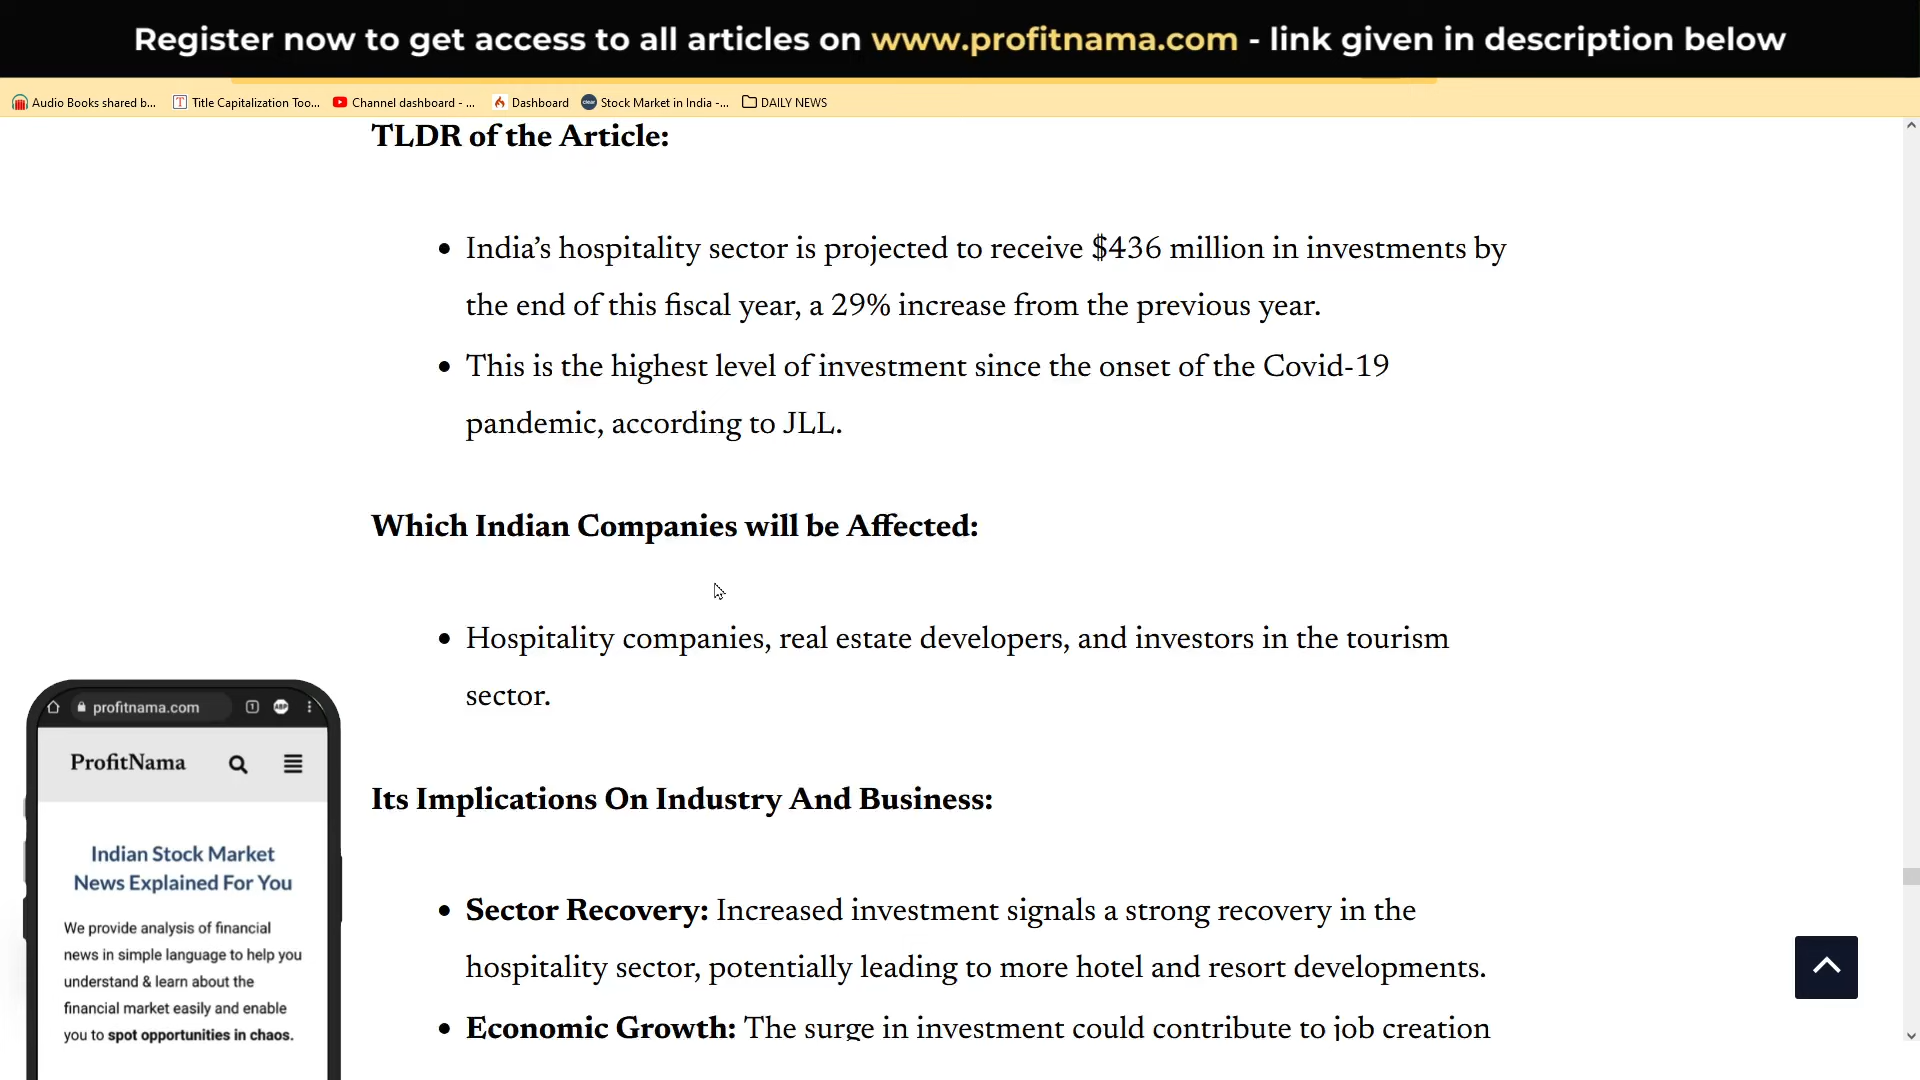 Register now to get access to all articles on www.profitnama.com - link given in description below
Audio Books shared b... Title Capitalization Too... Channel dashboard - ... Dashboard Stock Market in India -... DAILY NEWS
TLDR of the Article:
• India’s hospitality sector is projected to receive $436 million in investments by
the end of this fiscal year, a 29% increase from the previous year.
• This is the highest level of investment since the onset of the Covid-19
pandemic, according to JLL.
Which Indian Companies will be Affected:
• Hospitality companies, real estate developers, and investors in the tourism
sector.
Its Implications On Industry And Business:
• Sector Recovery: Increased investment signals a strong recovery in the
hospitality sector, potentially leading to more hotel and resort developments.
• Economic Growth: The surge in investment could contribute to job creation
profitnama.com 1 ABP
ProfitNama
Indian Stock Market
News Explained For You
We provide analysis of financial
news in simple language to help you
understand & learn about the
financial market easily and enable
you to spot opportunities in chaos.